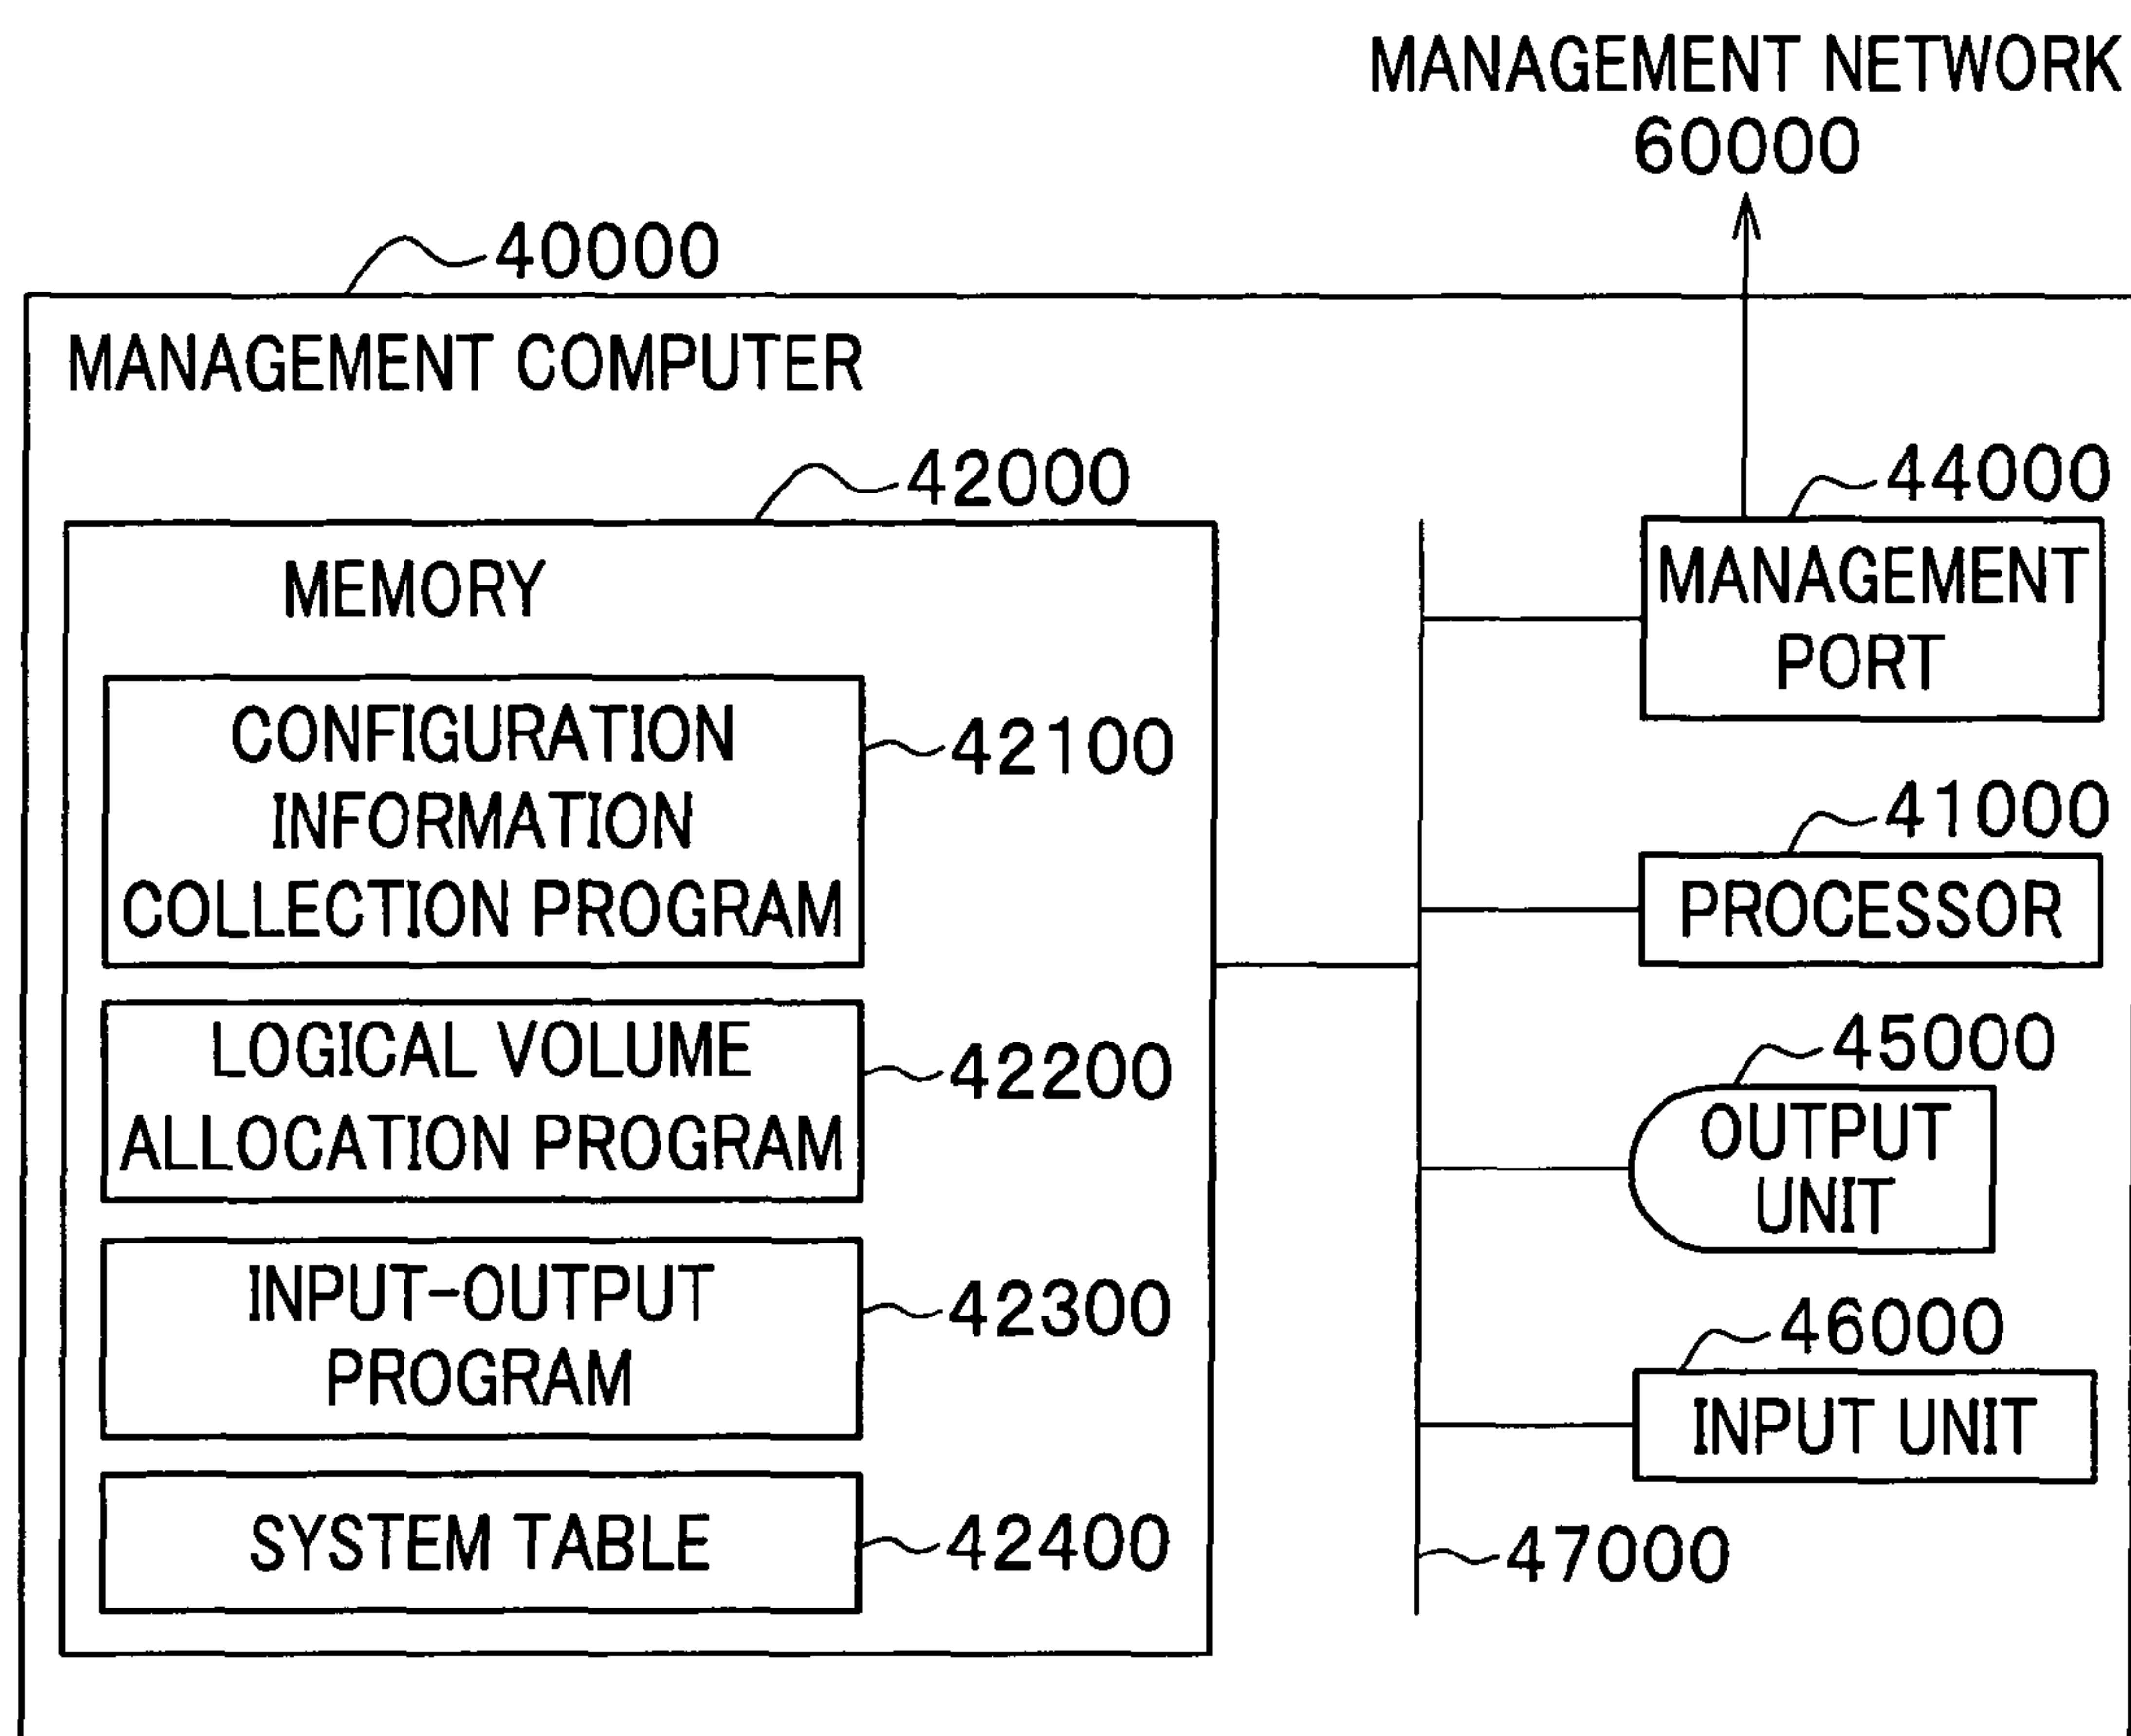 MANAGEMENT NETWORK
60000
40000
MANAGEMENT COMPUTER
42000
MEMORY
CONFIGURATION
INFORMATION
COLLECTION PROGRAM
42100
LOGICAL VOLUME
ALLOCATION PROGRAM
42200
INPUT-OUTPUT
PROGRAM
42300
SYSTEM TABLE
42400
44000
MANAGEMENT
PORT
41000
PROCESSOR
45000
OUTPUT
UNIT
46000
INPUT UNIT
47000